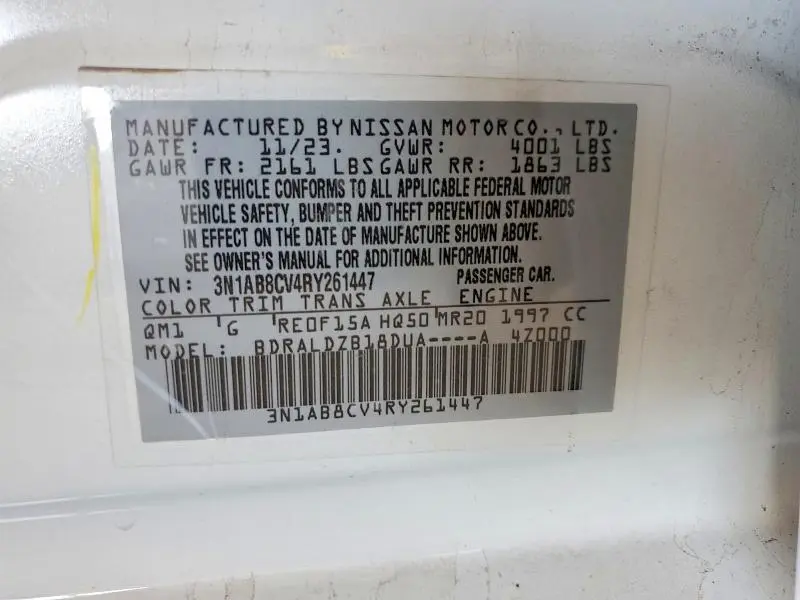 MANUFACTURED BY NISSAN MOTOR CO., LTD.
DATE: 11/23. GVWR: 4001 LBS
GAWR FR: 2161 LBS GAWR RR: 1863 LBS
THIS VEHICLE CONFORMS TO ALL APPLICABLE FEDERAL MOTOR
VEHICLE SAFETY, BUMPER AND THEFT PREVENTION STANDARDS
IN EFFECT ON THE DATE OF MANUFACTURE SHOWN ABOVE.
SEE OWNER'S MANUAL FOR ADDITIONAL INFORMATION.
VIN: 3N1AB8CV4RY261447 PASSENGER CAR.
COLOR TRIM TRANS AXLE ENGINE
QM1 G RE0F15A HQ50 MR20 1997 CC
MODEL: BDRALDZB18DUA----A 4Z000
3N1AB8CV4RY261447